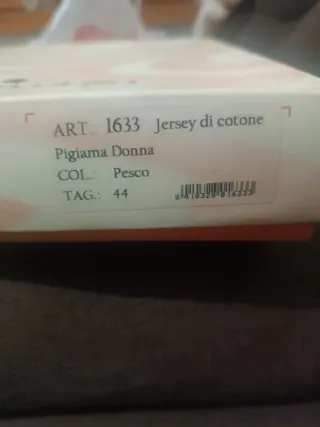 ART.: 1633 Jersey di cotone
Pigiama Donna
COL.: Pesco
TAG.: 44